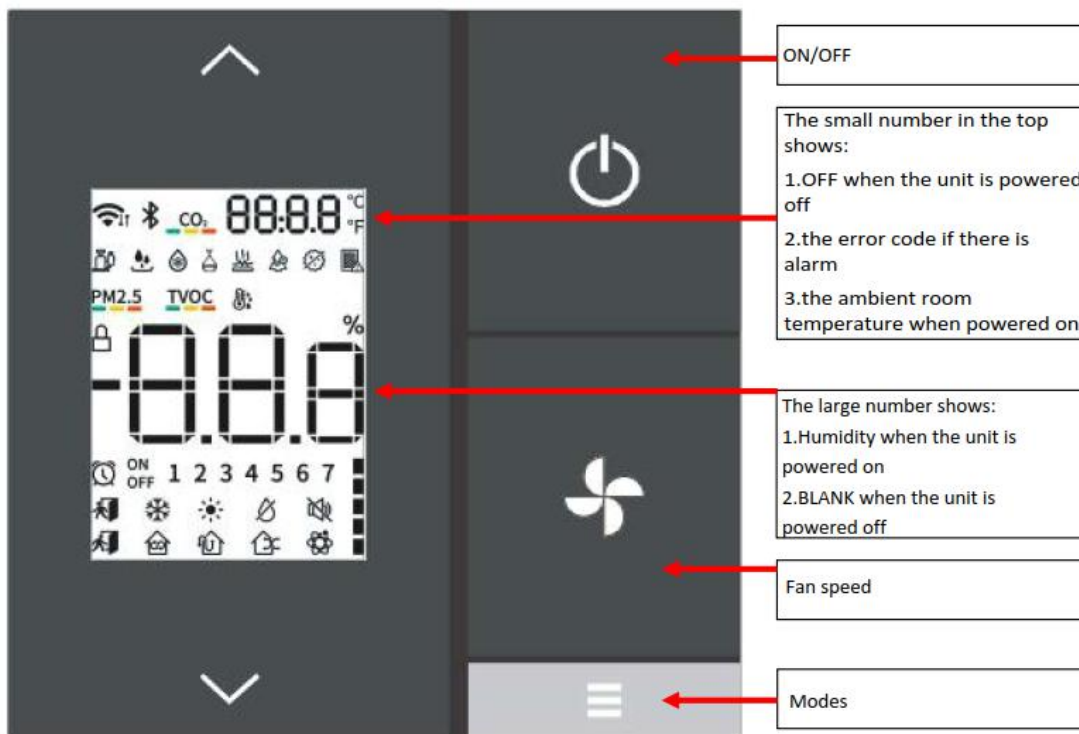 CO₂ 88:8.8 °C
°F
PM2.5 TVOC
%
-8.8.8
ON
OFF 1 2 3 4 5 6 7
ON/OFF
The small number in the top
shows:
1.OFF when the unit is powered
off
2.the error code if there is
alarm
3.the ambient room
temperature when powered on
The large number shows:
1.Humidity when the unit is
powered on
2.BLANK when the unit is
powered off
Fan speed
Modes